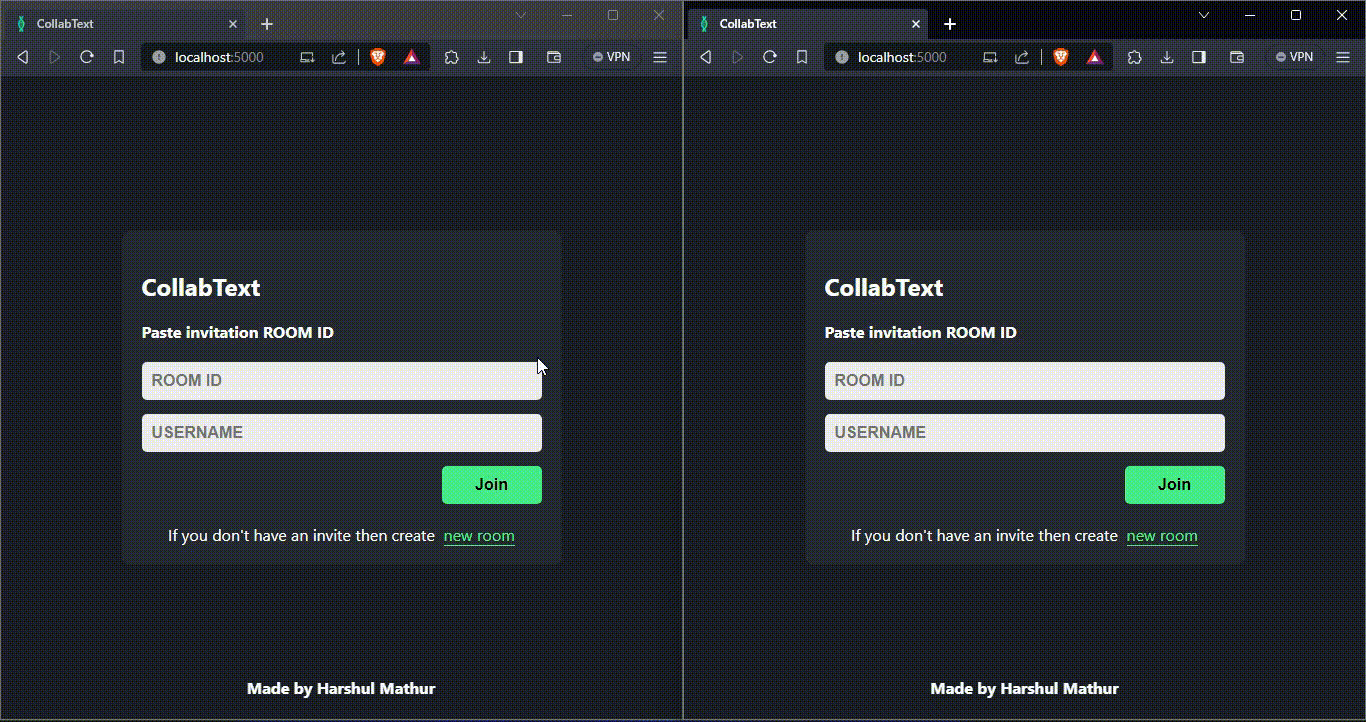 CollabText
localhost:5000
VPN
CollabText
Paste invitation ROOM ID
ROOM ID
USERNAME
Join
If you don't have an invite then create new room
Made by Harshul Mathur
CollabText
localhost:5000
VPN
CollabText
Paste invitation ROOM ID
ROOM ID
USERNAME
Join
If you don't have an invite then create new room
Made by Harshul Mathur